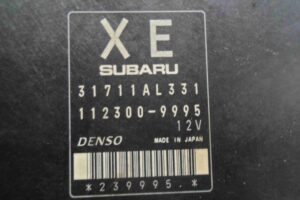 XE
SUBARU
31711AL331
112300-9995
12V
DENSO MADE IN JAPAN
*239995.*